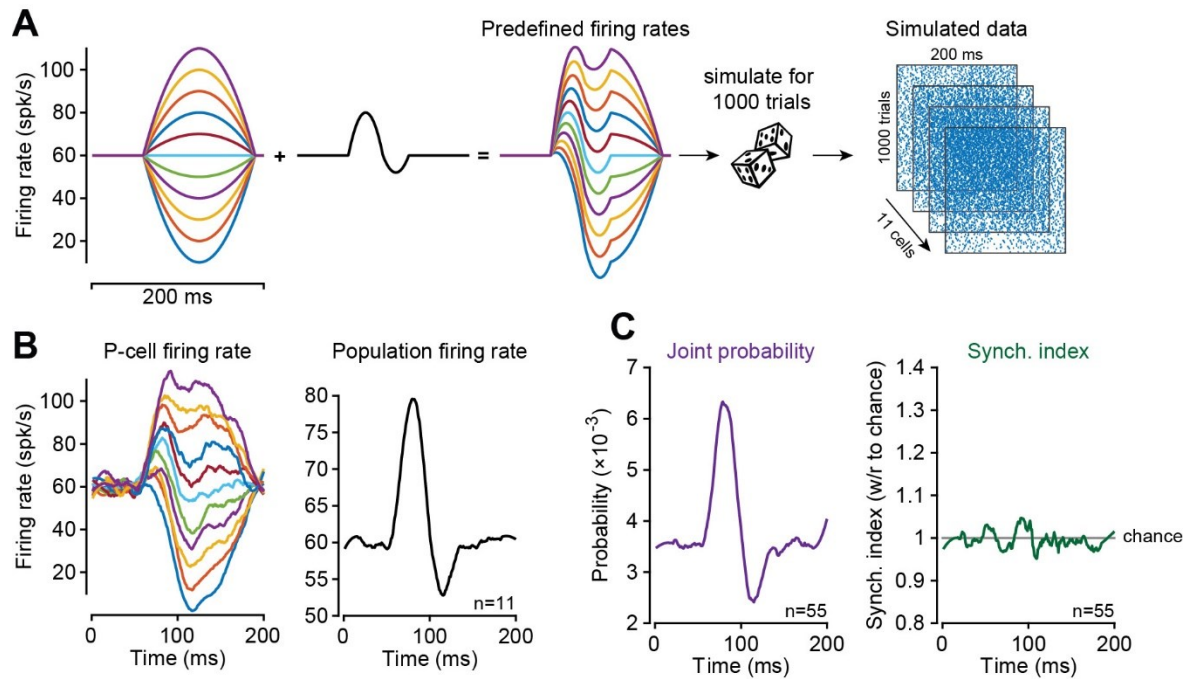 A
Predefined firing rates
Simulated data
Firing rate (spk/s)
100
80
60
40
20
200 ms
+
=
simulate for
1000 trials
200 ms
1000 trials
11 cells
B
P-cell firing rate
Firing rate (spk/s)
100
80
60
40
20
0
100
200
Time (ms)
Population firing rate
80
75
70
65
60
55
50
n=11
0
100
200
Time (ms)
C
Joint probability
Probability (×10⁻³)
7
6
5
4
3
2
n=55
0
100
200
Time (ms)
Synch. index
Synch. index (w/r to chance)
1.4
1.3
1.2
1.1
1
0.9
0.8
chance
n=55
0
100
200
Time (ms)